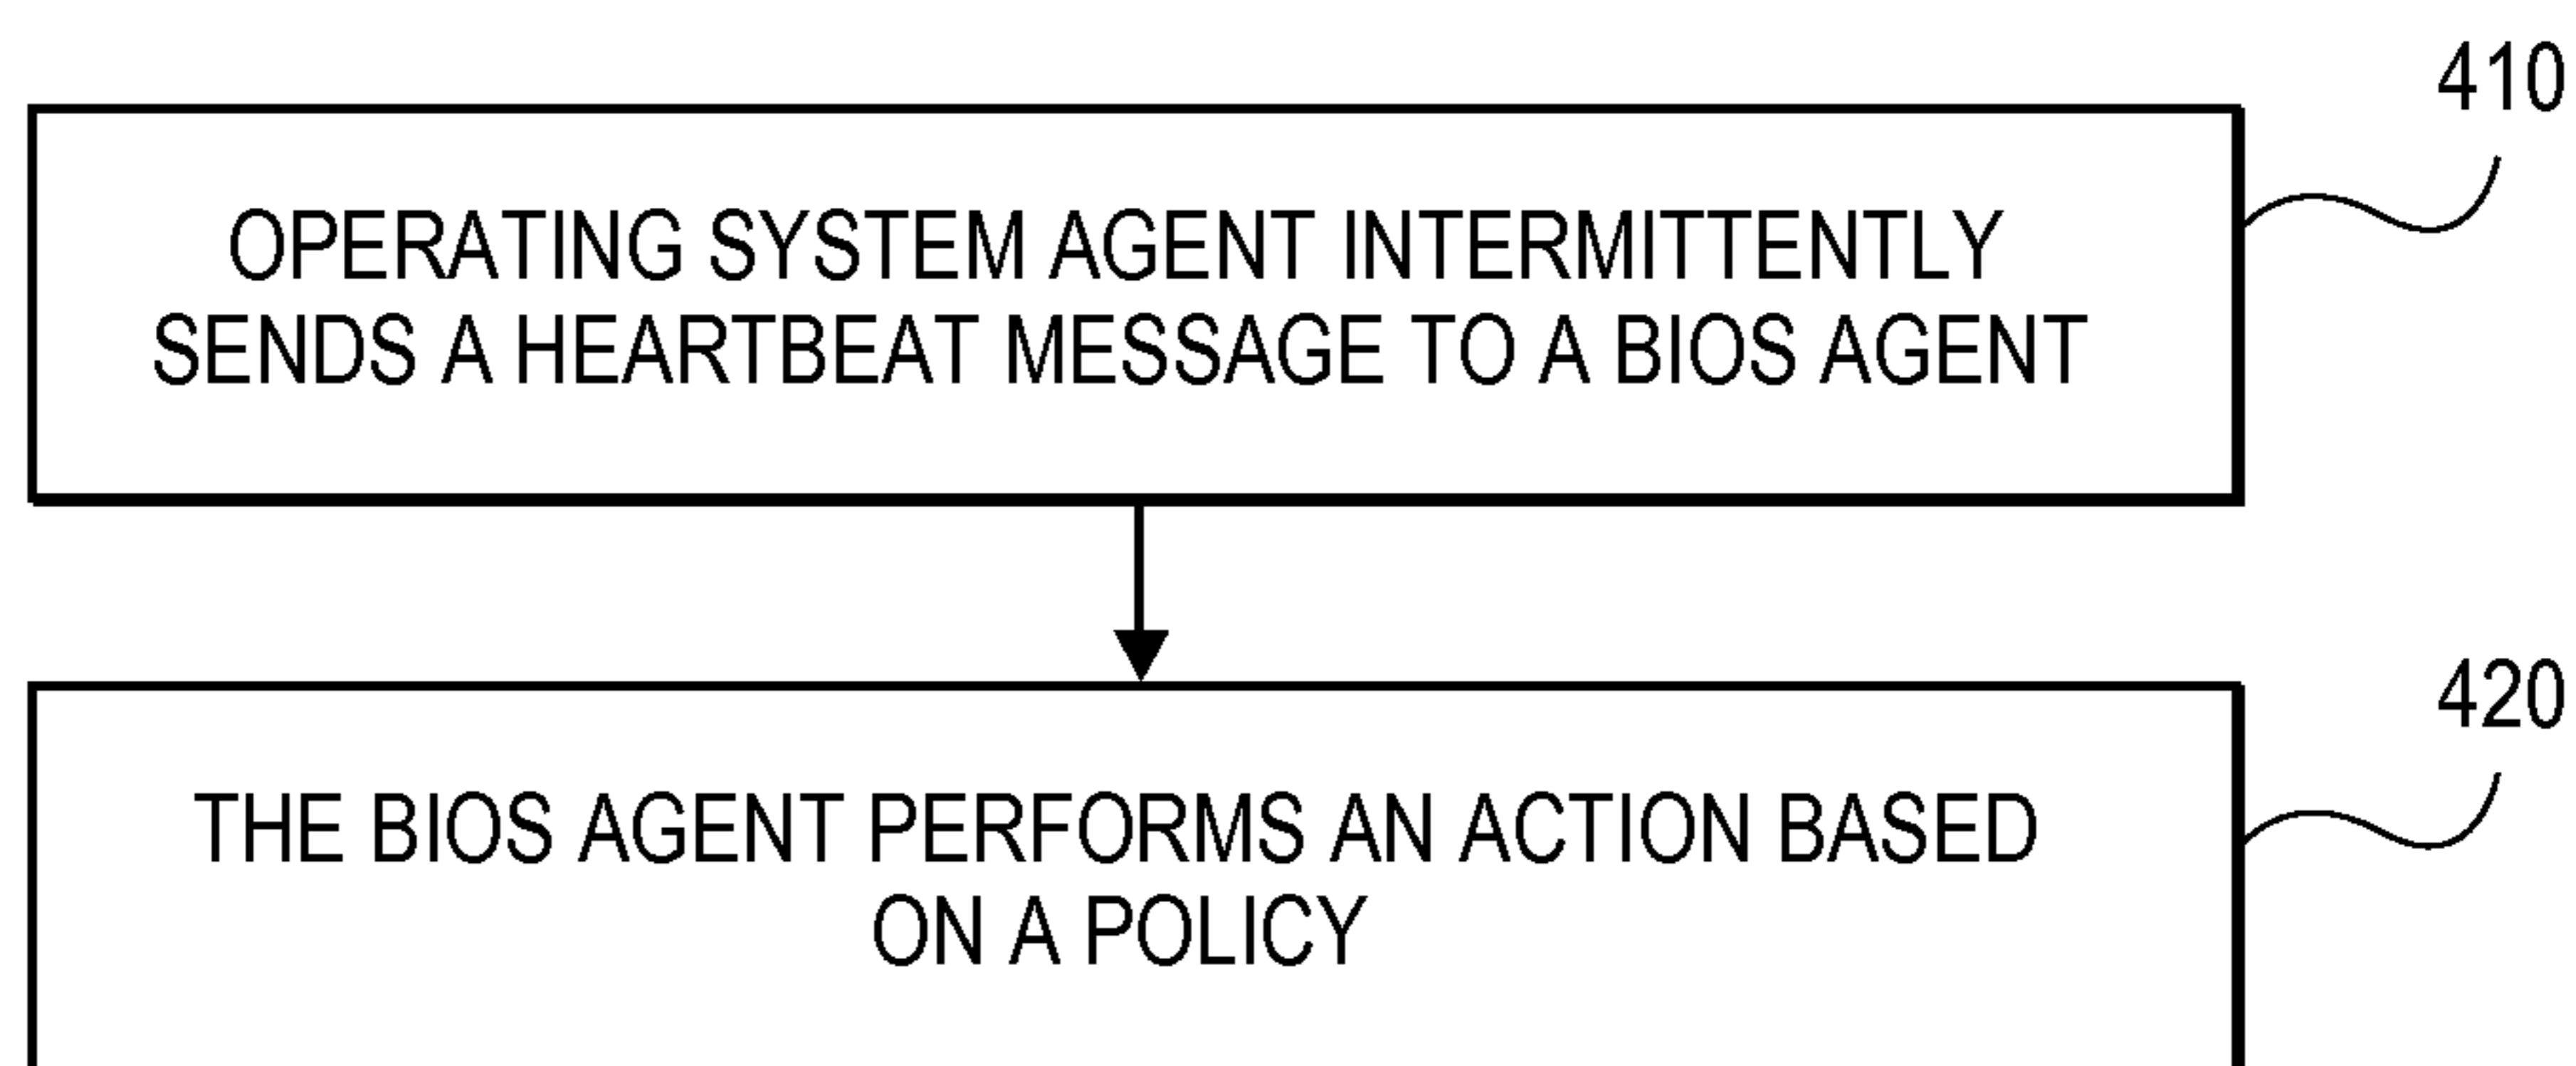 410
OPERATING SYSTEM AGENT INTERMITTENTLY
SENDS A HEARTBEAT MESSAGE TO A BIOS AGENT
420
THE BIOS AGENT PERFORMS AN ACTION BASED
ON A POLICY